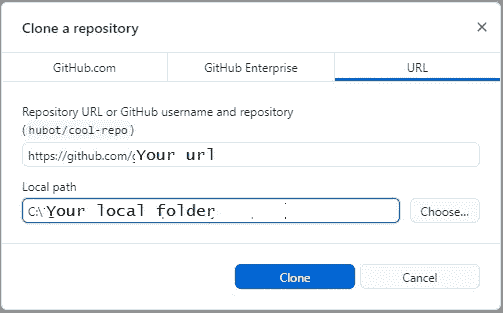 Clone a repository
GitHub.com GitHub Enterprise URL
Repository URL or GitHub username and repository
( hubot/cool-repo )
https://github.com/ Your url
Local path
C:\ Your local folder Choose...
Clone Cancel